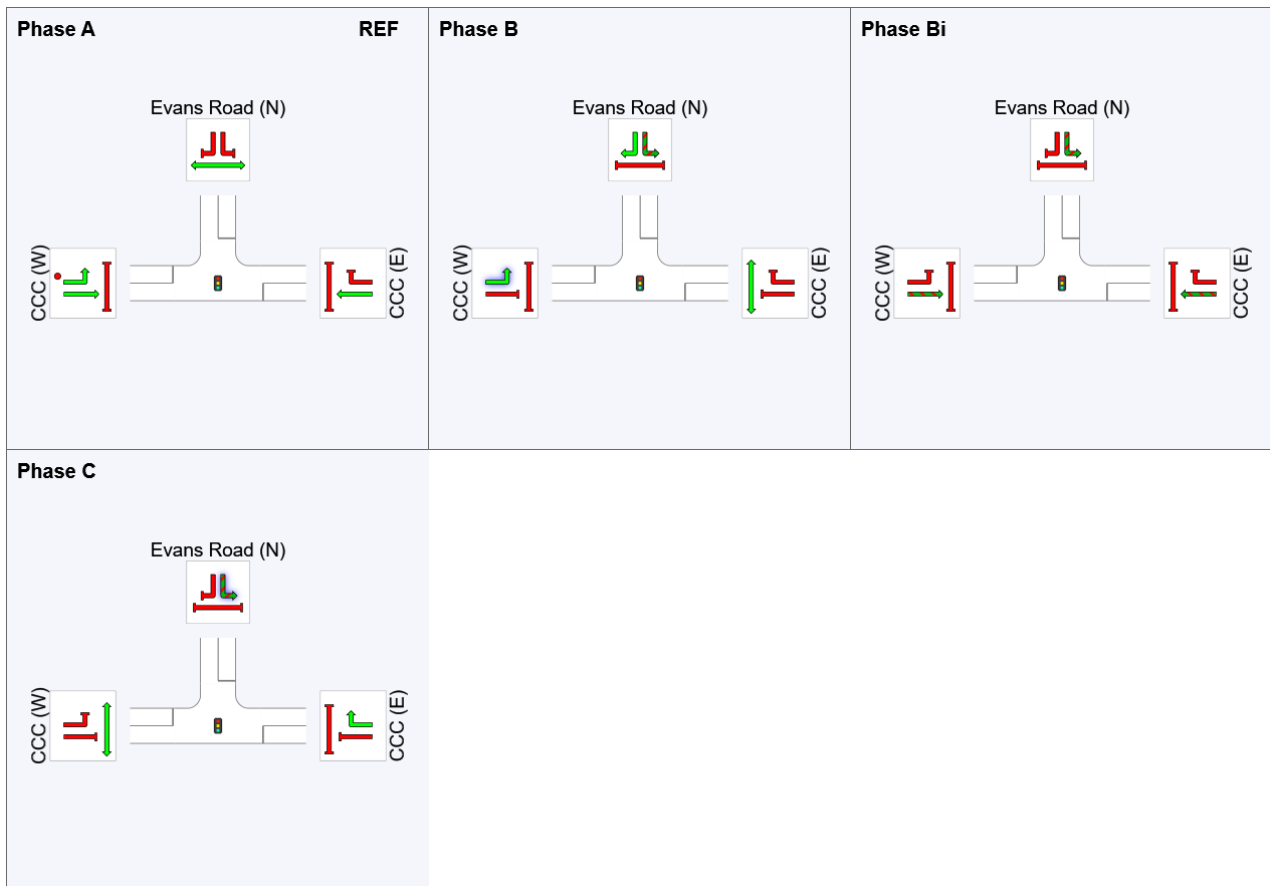 Phase A
REF
Evans Road (N)
CCC (W)
CCC (E)
Phase B
Evans Road (N)
CCC (W)
CCC (E)
Phase Bi
Evans Road (N)
CCC (W)
CCC (E)
Phase C
Evans Road (N)
CCC (W)
CCC (E)